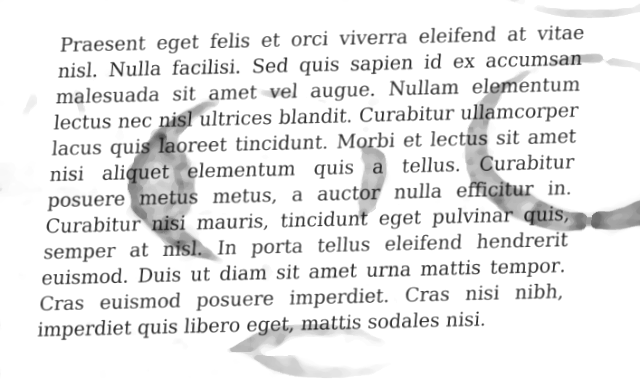 Praesent eget felis et orci viverra eleifend at vitae
nisl. Nulla facilisi. Sed quis sapien id ex accumsan
malesuada sit amet vel augue. Nullam elementum
lectus nec nisl ultrices blandit. Curabitur ullamcorper
lacus quis laoreet tincidunt. Morbi et lectus sit amet
nisi aliquet elementum quis a tellus. Curabitur
posuere metus metus, a auctor nulla efficitur in.
Curabitur nisi mauris, tincidunt eget pulvinar quis,
semper at nisl. In porta tellus eleifend hendrerit
euismod. Duis ut diam sit amet urna mattis tempor.
Cras euismod posuere imperdiet. Cras nisi nibh,
imperdiet quis libero eget, mattis sodales nisi.